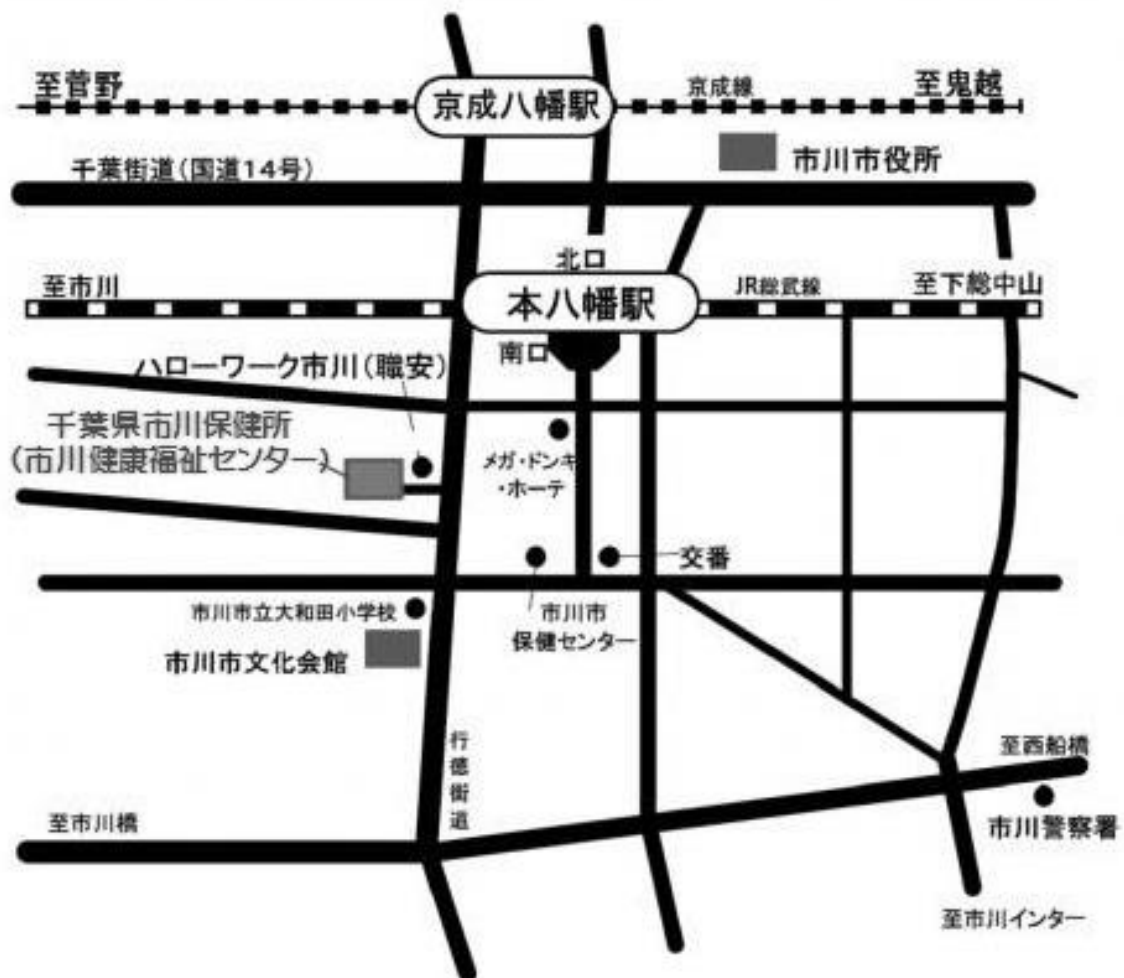 至菅野
京成八幡駅
京成線
至鬼越
千葉街道(国道14号)
市川市役所
北口
至市川
本八幡駅
JR総武線
至下総中山
南口
ハローワーク市川(職安)
千葉県市川保健所
(市川健康福祉センター)
メガ・ドンキ
・ホーテ
交番
市川市立大和田小学校
市川市
保健センター
市川市文化会館
行徳街道
至西船橋
至市川橋
市川警察署
至市川インター